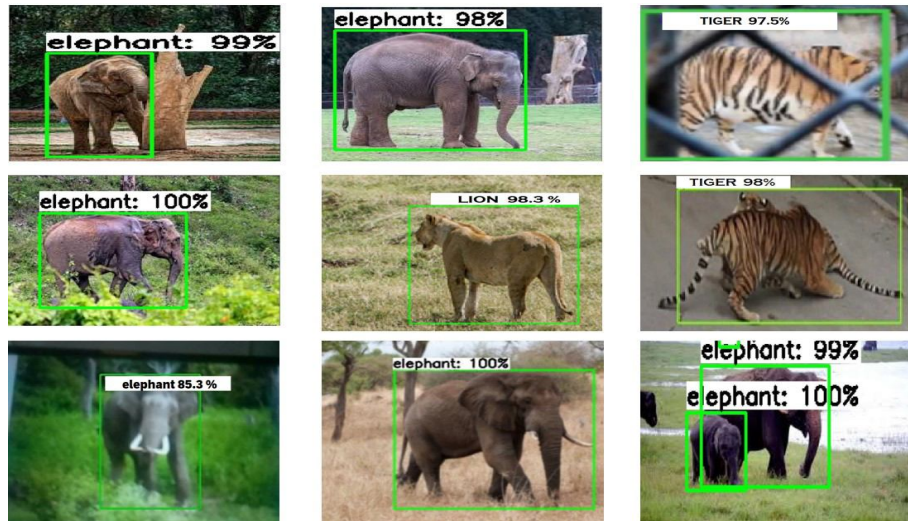 elephant: 99%
elephant: 98%
TIGER 97.5%
elephant: 100%
LION 98.3 %
TIGER 98%
elephant 85.3 %
elephant: 100%
elephant: 99%
elephant: 100%